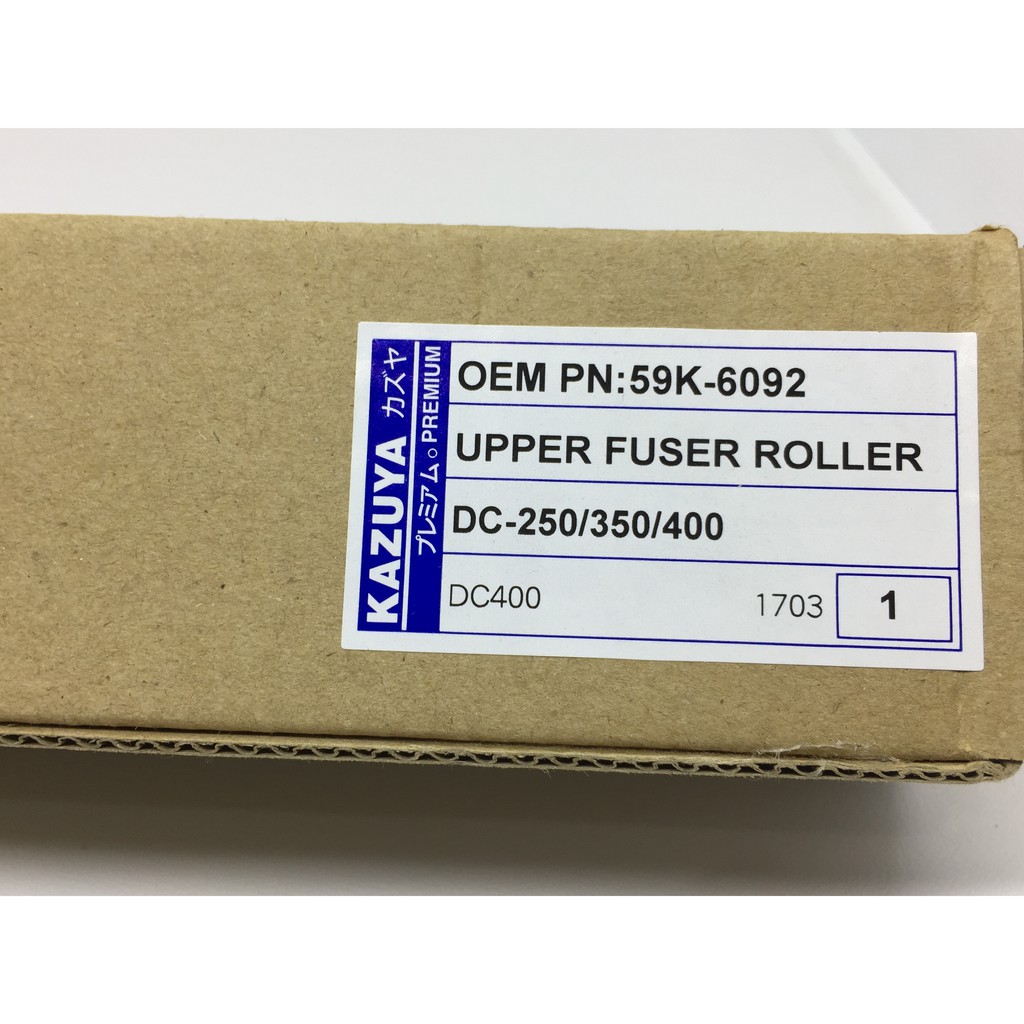 KAZUYA カズヤ
プレミアム。PREMIUM
OEM PN:59K-6092
UPPER FUSER ROLLER
DC-250/350/400
DC400 1703 1